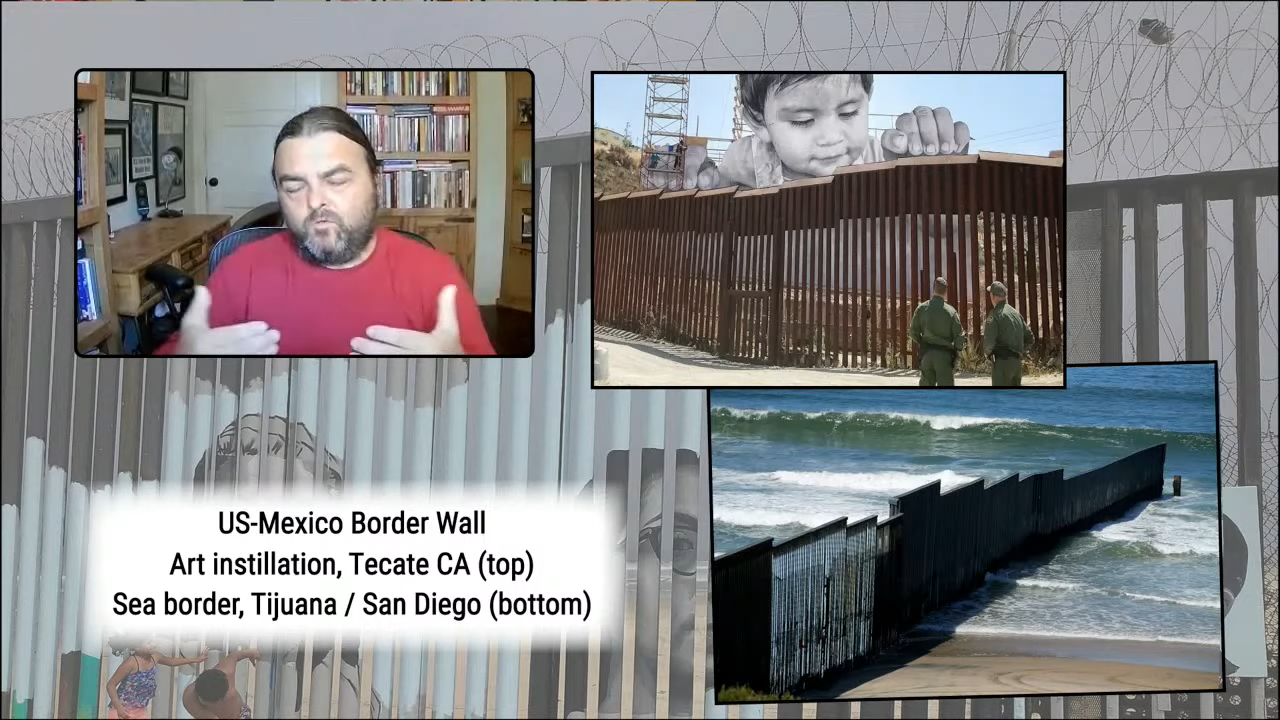 US-Mexico Border Wall
Art instillation, Tecate CA (top)
Sea border, Tijuana / San Diego (bottom)